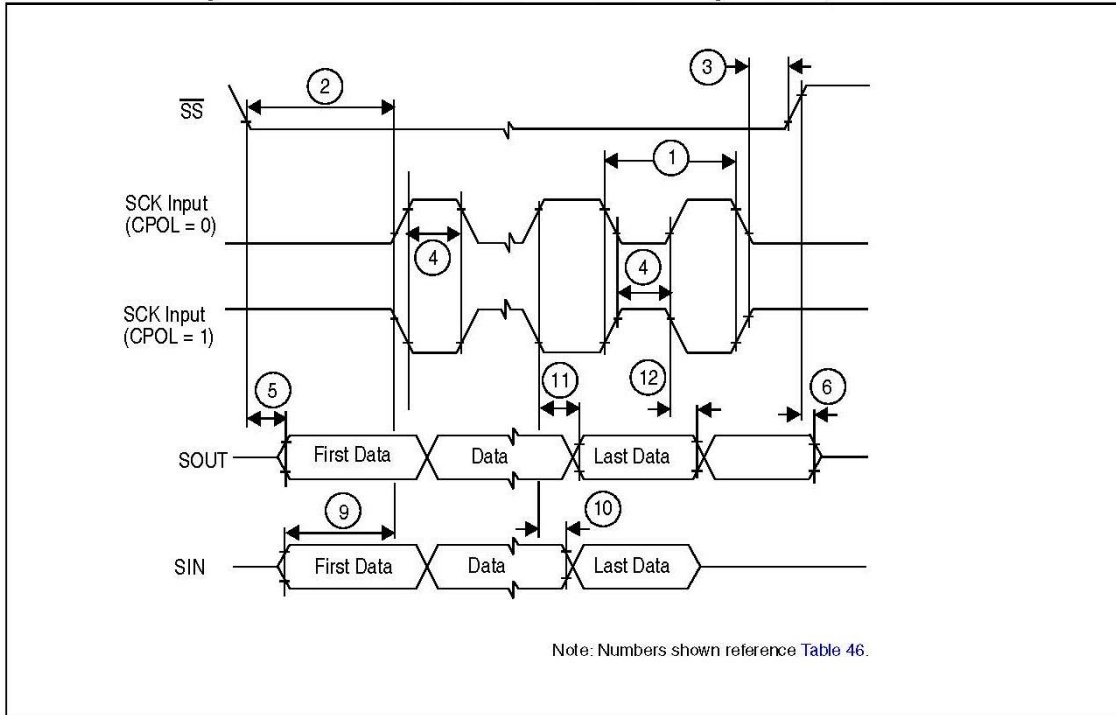 3
2
SS
1
SCK Input
(CPOL = 0)
4
4
SCK Input
(CPOL = 1)
11
12
5
6
SOUT
First Data
Data
Last Data
9
10
SIN
First Data
Data
Last Data
Note: Numbers shown reference Table 46.